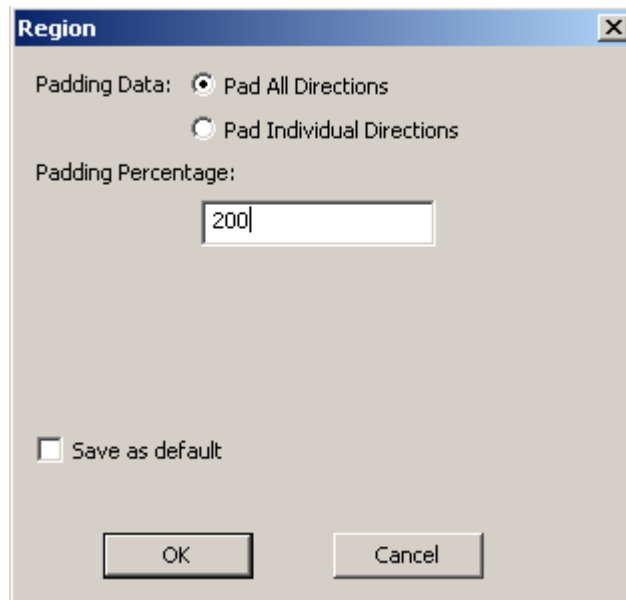 Region
Padding Data: Pad All Directions
Pad Individual Directions
Padding Percentage:
200
Save as default
OK Cancel